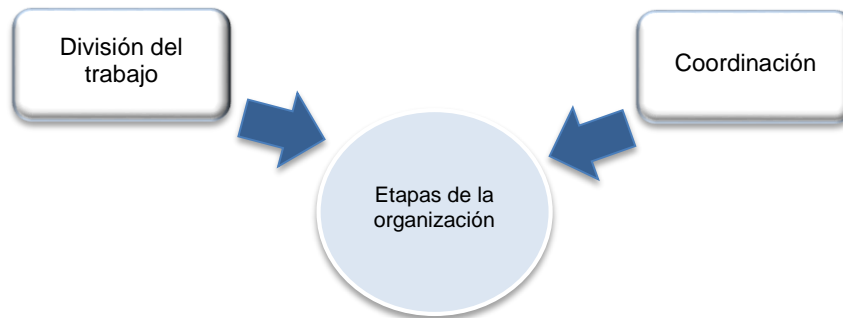 División del
trabajo
Coordinación
Etapas de la
organización